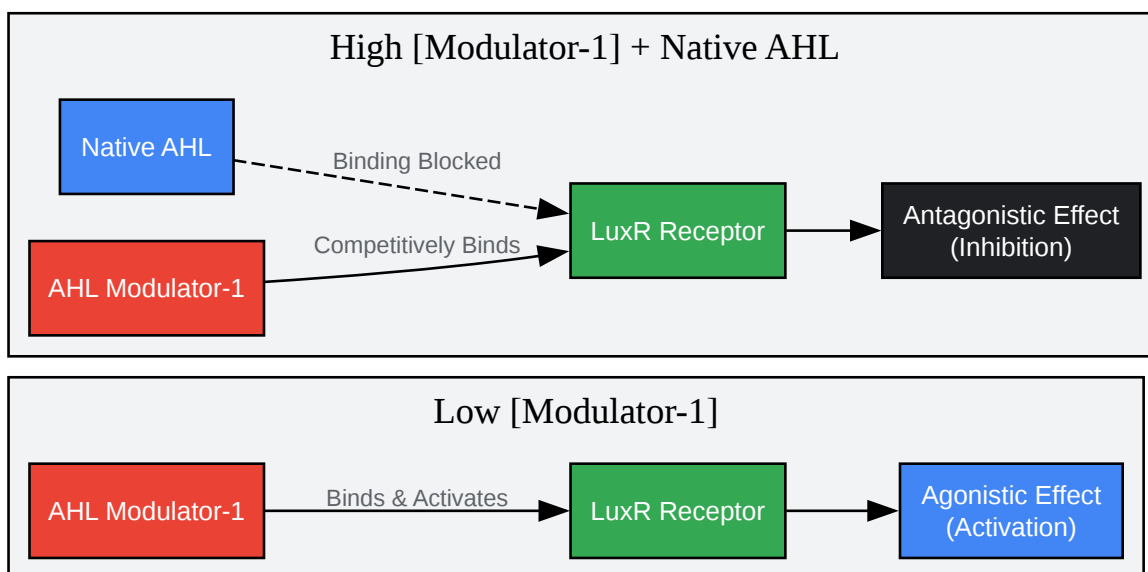 High [Modulator-1] + Native AHL
Native AHL
Binding Blocked
LuxR Receptor
Antagonistic Effect
(Inhibition)
Competitively Binds
AHL Modulator-1
Low [Modulator-1]
AHL Modulator-1
Binds & Activates
LuxR Receptor
Agonistic Effect
(Activation)